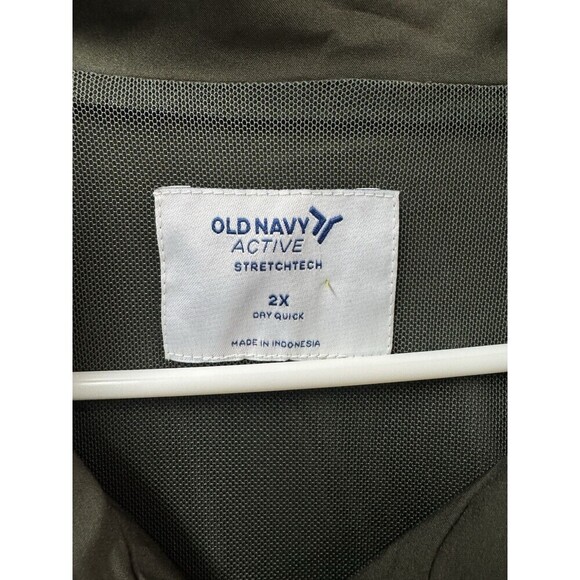 OLD NAVY
ACTIVE
STRETCHTECH
2X
DRY QUICK
MADE IN INDONESIA